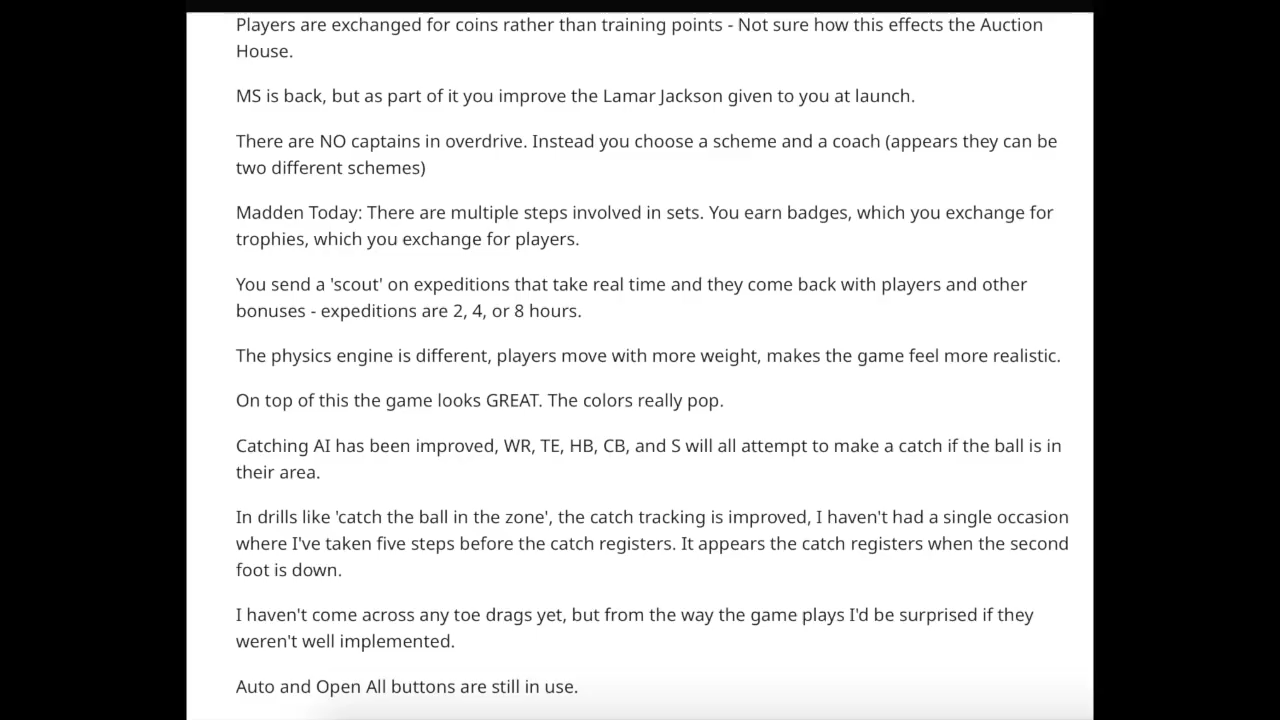 Players are exchanged for coins rather than training points - Not sure how this effects the Auction
House.
MS is back, but as part of it you improve the Lamar Jackson given to you at launch.
There are NO captains in overdrive. Instead you choose a scheme and a coach (appears they can be
two different schemes)
Madden Today: There are multiple steps involved in sets. You earn badges, which you exchange for
trophies, which you exchange for players.
You send a 'scout' on expeditions that take real time and they come back with players and other
bonuses - expeditions are 2, 4, or 8 hours.
The physics engine is different, players move with more weight, makes the game feel more realistic.
On top of this the game looks GREAT. The colors really pop.
Catching AI has been improved, WR, TE, HB, CB, and S will all attempt to make a catch if the ball is in
their area.
In drills like 'catch the ball in the zone', the catch tracking is improved, I haven't had a single occasion
where I've taken five steps before the catch registers. It appears the catch registers when the second
foot is down.
I haven't come across any toe drags yet, but from the way the game plays I'd be surprised if they
weren't well implemented.
Auto and Open All buttons are still in use.